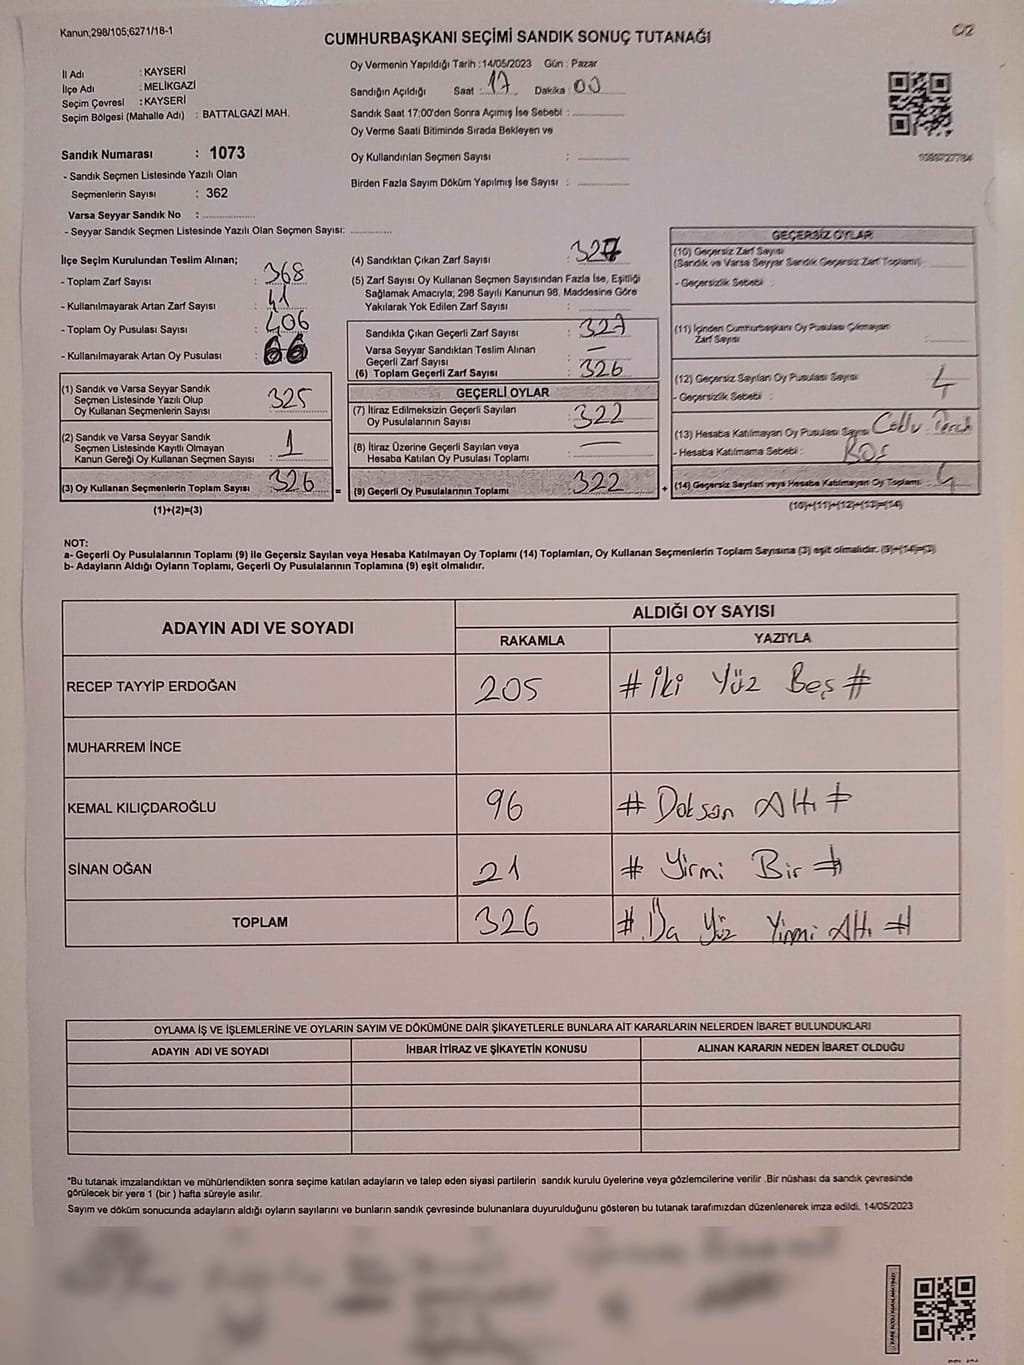 Kanun;298/105;6271/18-1
02
CUMHURBAŞKANI SEÇİMİ SANDIK SONUÇ TUTANAĞI
İl Adı : KAYSERİ
İlçe Adı : MELİKGAZİ
Seçim Çevresi : KAYSERİ
Seçim Bölgesi (Mahalle Adı) : BATTALGAZİ MAH.
Sandık Numarası : 1073
- Sandık Seçmen Listesinde Yazılı Olan
Seçmenlerin Sayısı : 362
Varsa Seyyar Sandık No : ..............
- Seyyar Sandık Seçmen Listesinde Yazılı Olan Seçmen Sayısı: ............
Oy Vermenin Yapıldığı Tarih :14/05/2023 Gün : Pazar
Sandığın Açıldığı Saat : 17 Dakika : 00
Sandık Saat 17:00'den Sonra Açımış İse Sebebi : ..............
Oy Verme Saati Bitiminde Sırada Bekleyen ve
Oy Kullandırılan Seçmen Sayısı : ..............
Birden Fazla Sayım Döküm Yapılmış İse Sayısı : ..............
1089727784
İlçe Seçim Kurulundan Teslim Alınan;
- Toplam Zarf Sayısı : 368
- Kullanılmayarak Artan Zarf Sayısı : 41
- Toplam Oy Pusulası Sayısı : 406
- Kullanılmayarak Artan Oy Pusulası :
(1) Sandık ve Varsa Seyyar Sandık
Seçmen Listesinde Yazılı Olup
Oy Kullanan Seçmenlerin Sayısı : 325
(2) Sandık ve Varsa Seyyar Sandık
Seçmen Listesinde Kayıtlı Olmayan
Kanun Gereği Oy Kullanan Seçmen Sayısı : 1
(3) Oy Kullanan Seçmenlerin Toplam Sayısı : 326
(1)+(2)=(3)
(4) Sandıktan Çıkan Zarf Sayısı : 327
(5) Zarf Sayısı Oy Kullanan Seçmen Sayısından Fazla İse, Eşitliği
Sağlamak Amacıyla; 298 Sayılı Kanunun 98. Maddesine Göre
Yakılarak Yok Edilen Zarf Sayısı : ..............
Sandıkta Çıkan Geçerli Zarf Sayısı : 327
Varsa Seyyar Sandıktan Teslim Alınan
Geçerli Zarf Sayısı : —
(6) Toplam Geçerli Zarf Sayısı : 326
GEÇERLİ OYLAR
(7) İtiraz Edilmeksizin Geçerli Sayılan
Oy Pusulalarının Sayısı : 322
(8) İtiraz Üzerine Geçerli Sayılan veya
Hesaba Katılan Oy Pusulası Toplamı : —
= (9) Geçerli Oy Pusulalarının Toplamı : 322
GEÇERSİZ OYLAR
(10) Geçersiz Zarf Sayısı
(Sandık ve Varsa Seyyar Sandık Geçersiz Zarf Toplamı) : ..........
- Geçersizlik Sebebi :
(11) İçinden Cumhurbaşkanı Oy Pusulası Çıkmayan
Zarf Sayısı : ..........
(12) Geçersiz Sayılan Oy Pusulası Sayısı : 4
- Geçersizlik Sebebi :
(13) Hesaba Katılmayan Oy Pusulası Sayısı :
- Hesaba Katılmama Sebebi : Boş
+ (14) Geçersiz Sayılan veya Hesaba Katılmayan Oy Toplamı : 4
(10)+(11)+(12)+(13)=(14)
NOT:
a- Geçerli Oy Pusulalarının Toplamı (9) ile Geçersiz Sayılan veya Hesaba Katılmayan Oy Toplamı (14) Toplamları, Oy Kullanan Seçmenlerin Toplam Sayısına (3) eşit olmalıdır. (9)+(14)=(3)
b- Adayların Aldığı Oyların Toplamı, Geçerli Oy Pusulalarının Toplamına (9) eşit olmalıdır.
ADAYIN ADI VE SOYADI
ALDIĞI OY SAYISI
RAKAMLA YAZIYLA
RECEP TAYYİP ERDOĞAN 205 # İki Yüz Beş #
MUHARREM İNCE
KEMAL KILIÇDAROĞLU 96 # Doksan Altı #
SİNAN OĞAN 21 # Yirmi Bir #
TOPLAM 326 # Yüz Yirmi Altı #
OYLAMA İŞ VE İŞLEMLERİNE VE OYLARIN SAYIM VE DÖKÜMÜNE DAİR ŞİKAYETLERLE BUNLARA AİT KARARLARIN NELERDEN İBARET BULUNDUKLARI
ADAYIN ADI VE SOYADI İHBAR İTİRAZ VE ŞİKAYETİN KONUSU ALINAN KARARIN NEDEN İBARET OLDUĞU
"Bu tutanak imzalandıktan ve mühürlendikten sonra seçime katılan adayların ve talep eden siyasi partilerin sandık kurulu üyelerine veya gözlemcilerine verilir .Bir nüshası da sandık çevresinde
görülecek bir yere 1 (bir ) hafta süreyle asılır.
Sayım ve döküm sonucunda adayların aldığı oyların sayılarını ve bunların sandık çevresinde bulunanlara duyurulduğunu gösteren bu tutanak tarafımızdan düzenlenerek imza edildi. 14/05/2023